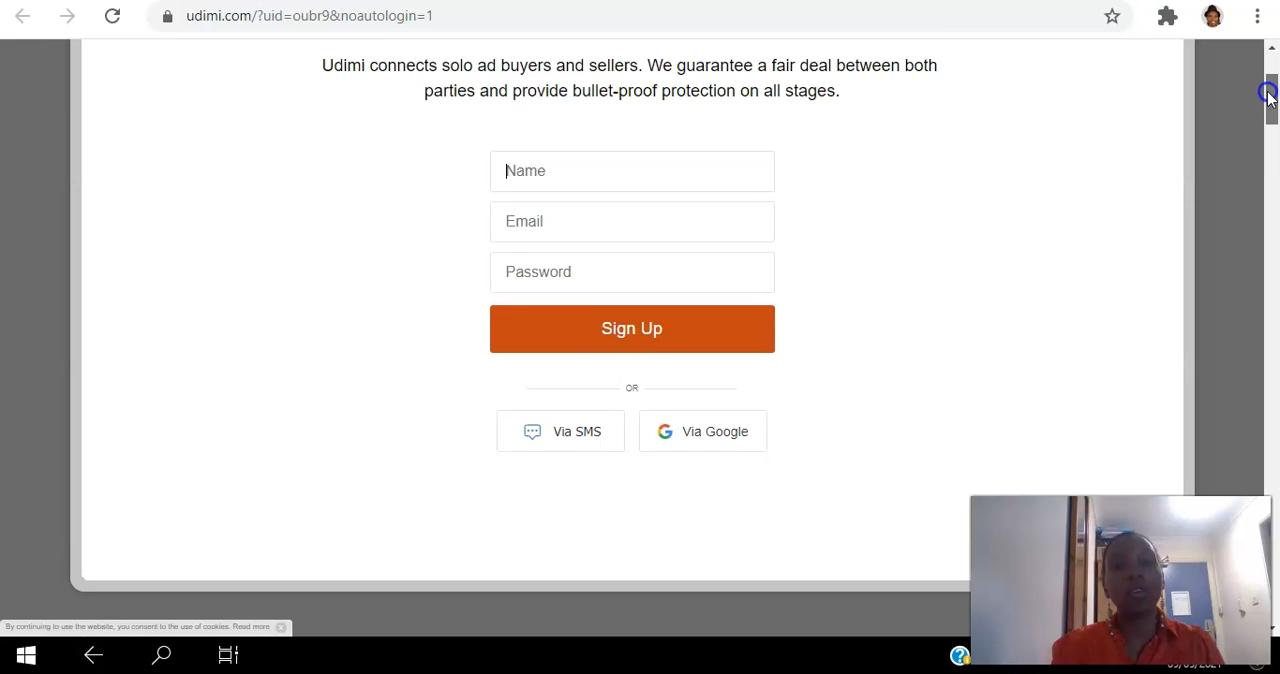 udimi.com/?uid=oubr9&noautologin=1
Udimi connects solo ad buyers and sellers. We guarantee a fair deal between both
parties and provide bullet-proof protection on all stages.
Name
Email
Password
Sign Up
OR
Via SMS
Via Google
By continuing to use the website, you consent to the use of cookies. Read more